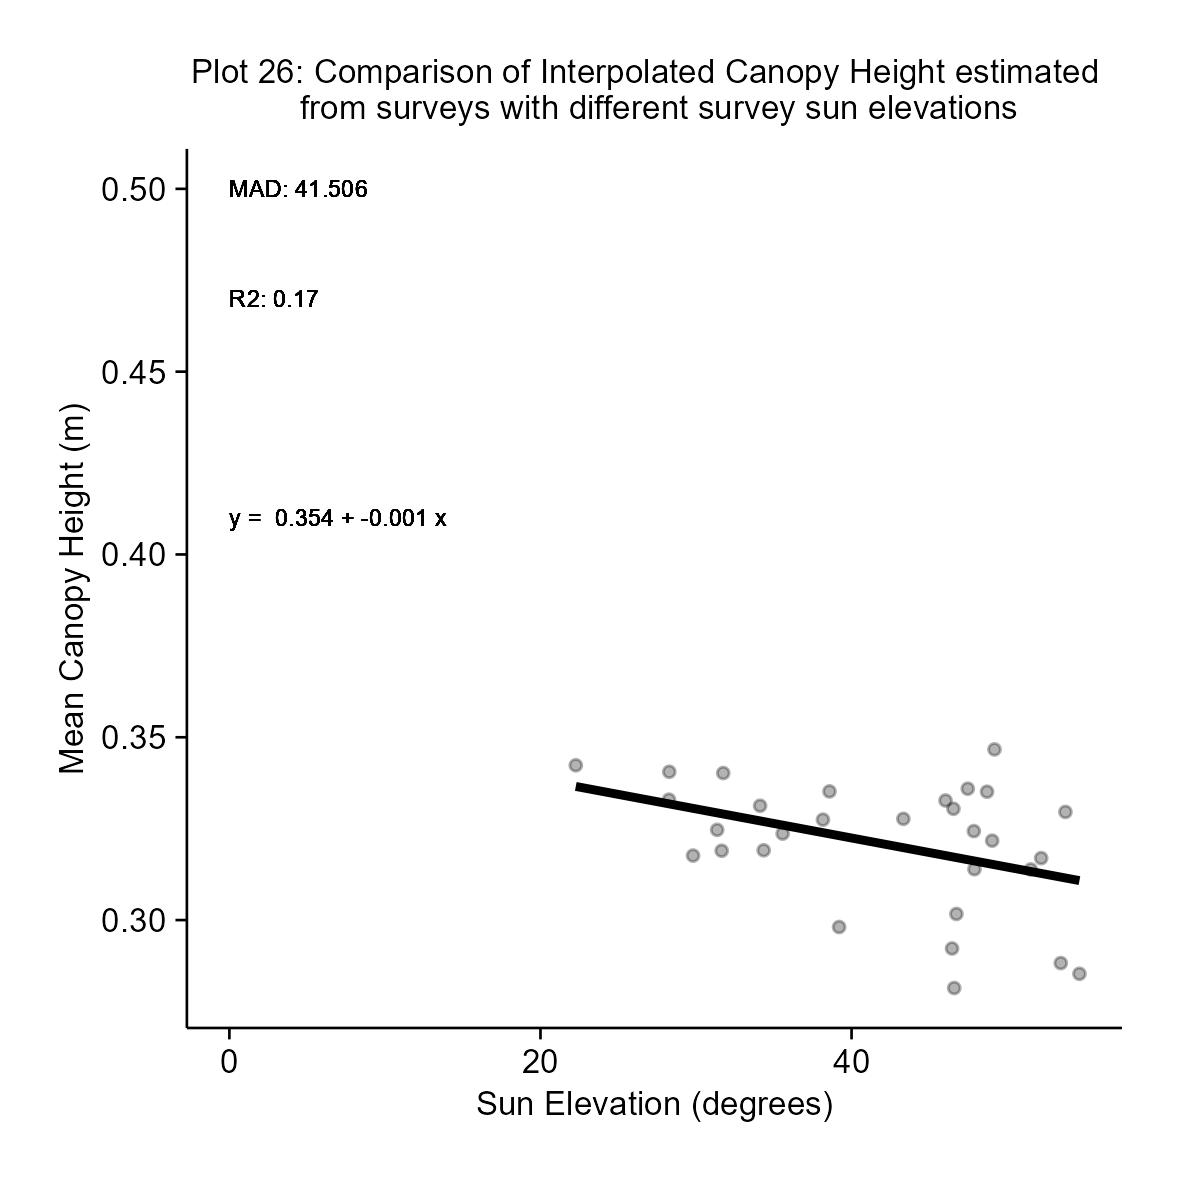 Plot 26: Comparison of Interpolated Canopy Height estimated
from surveys with different survey sun elevations
0.50
MAD: 41.506
R2: 0.17
0.45
y =  0.354 + -0.001 x
0.40
Mean Canopy Height (m)
0.35
0.30
0 20 40
Sun Elevation (degrees)